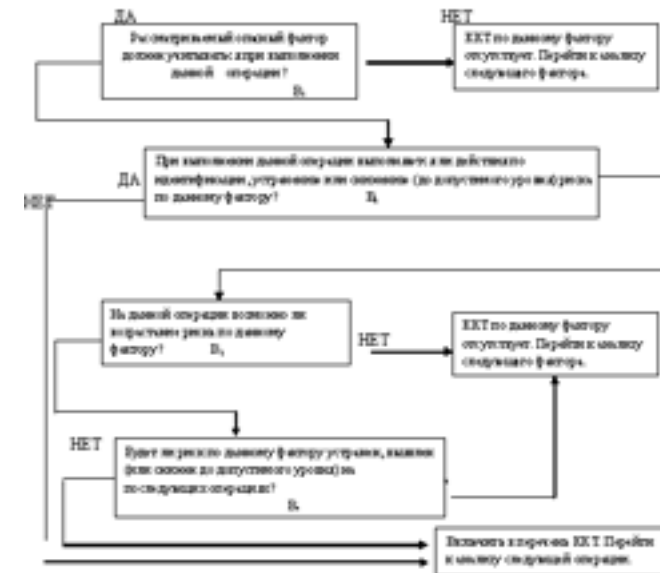 ДА
НЕТ
Рассматриваемый опасный фактор
должен учитываться при выполнении
данной операции?
В₁
ККТ по данному фактору
отсутствует. Перейти к анализу
следующего фактора.
При выполнении данной операции выполняются ли действия по
идентификации, устранению или снижению (до допустимого уровня) риска
по данному фактору?
ДА
НЕТ
На данной операции возможно ли
возрастание риска по данному
фактору?
НЕТ
ККТ по данному фактору
отсутствует. Перейти к анализу
следующего фактора.
НЕТ
Будет ли риск по данному фактору устранен,
(или снижен до допустимого уровня) на
последующих операциях?
Включить в перечень ККТ. Перейти
к анализу следующей операции.